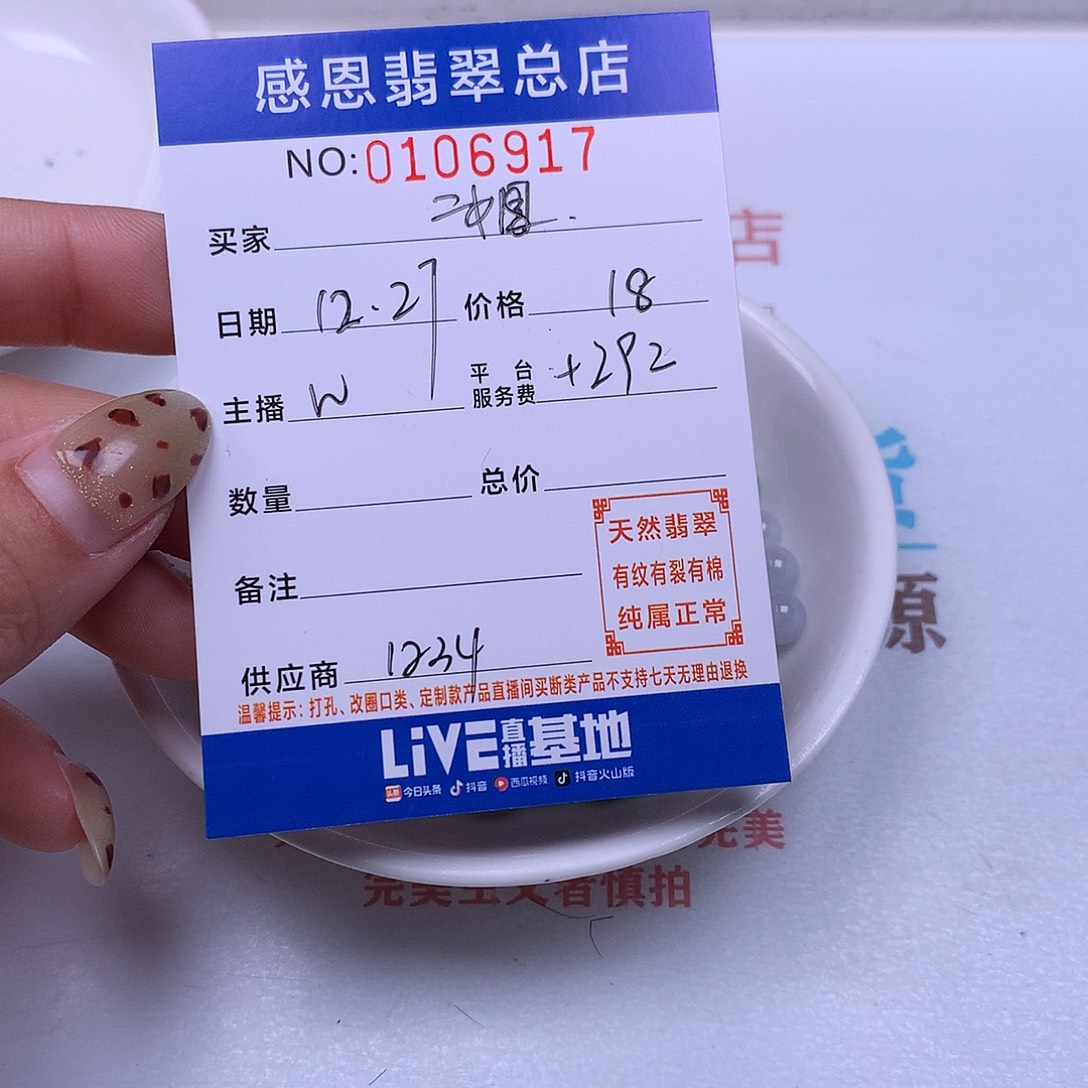 感恩翡翠总店
NO:0106917
买家
日期 12.27 价格 18
主播 W 平台服务费 +292
数量 总价
备注
天然翡翠
有纹有裂有棉
纯属正常
供应商 1234
温馨提示：打孔、改圈口类、定制款产品直播间买断类产品不支持七天无理由退换
LiVE直播基地
头条 今日头条 抖音 西瓜视频 抖音火山版
店
源
完美
完美主义者慎拍